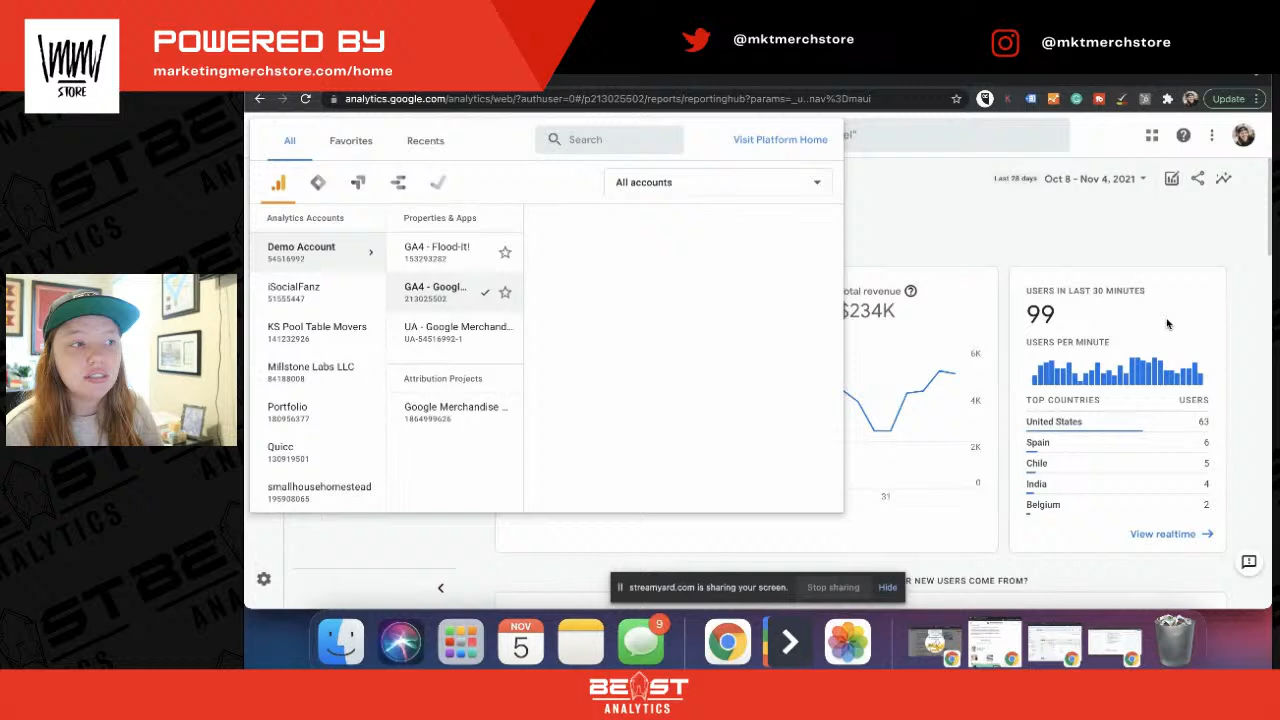 POWERED BY
marketingmerchstore.com/home
@mktmerchstore
@mktmerchstore
STORE
analytics.google.com/analytics/web/?authuser=0#/p213025502/reports/reportinghub?params=_u..nav%3Dmaui
Update
All
Favorites
Recents
Search
Visit Platform Home
All accounts
Last 28 days
Oct 8 - Nov 4, 2021
Analytics Accounts
Properties & Apps
Demo Account
54516992
GA4 - Flood-It!
153293282
iSocialFanz
51555447
GA4 - Googl...
213025502
KS Pool Table Movers
141232926
UA - Google Merchand...
UA-54516992-1
Millstone Labs LLC
84188008
Attribution Projects
Portfolio
180956377
Google Merchandise ...
1864999626
Quicc
130919501
smallhousehomestead
195908065
otal revenue
$234K
6K
4K
2K
0
31
USERS IN LAST 30 MINUTES
99
USERS PER MINUTE
TOP COUNTRIES
USERS
United States
63
Spain
6
Chile
5
India
4
Belgium
2
View realtime
R NEW USERS COME FROM?
streamyard.com is sharing your screen.
Stop sharing
Hide
NOV
5
9
BEAST
ANALYTICS